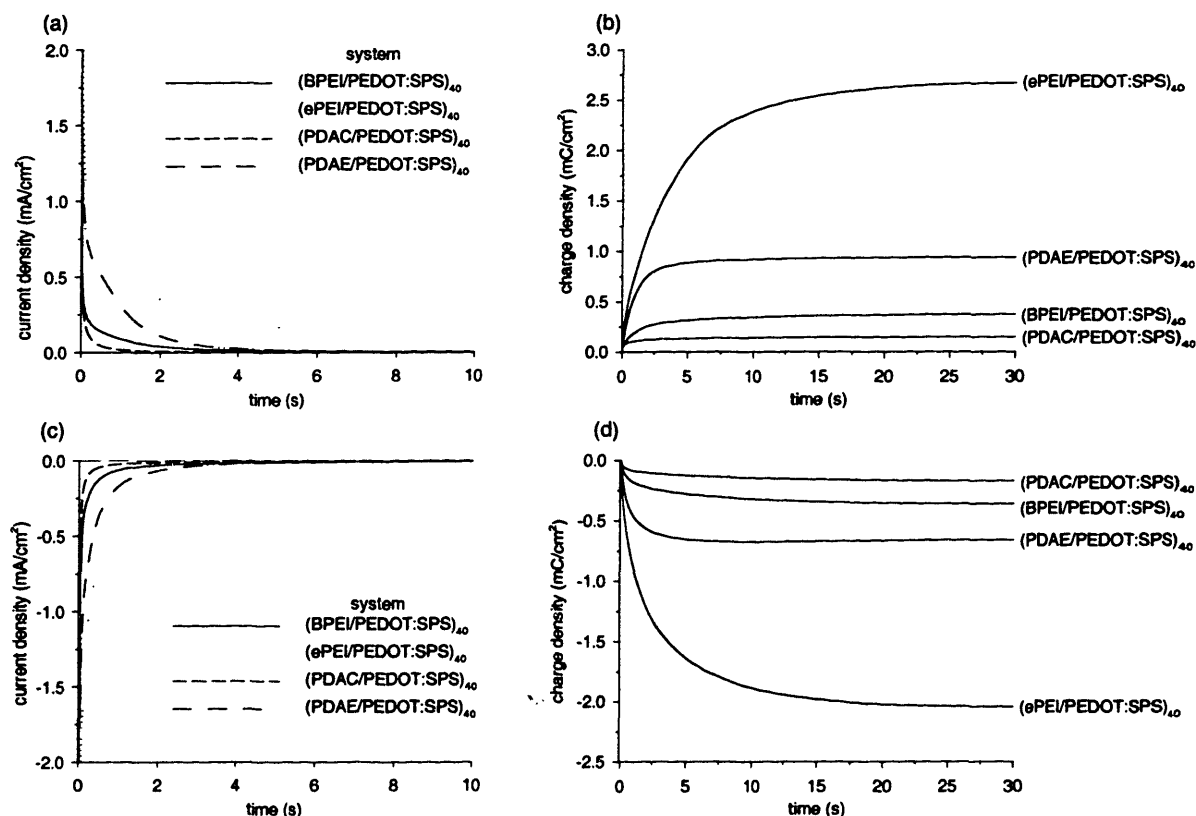 (a)
current density (mA/cm²)
2.0
1.5
1.0
0.5
0.0
0 2 4 6 8 10
time (s)
system
(BPEI/PEDOT:SPS)₄₀
(ePEI/PEDOT:SPS)₄₀
(PDAC/PEDOT:SPS)₄₀
(PDAE/PEDOT:SPS)₄₀
(b)
charge density (mC/cm²)
3.0
2.5
2.0
1.5
1.0
0.5
0.0
0 5 10 15 20 25 30
time (s)
(ePEI/PEDOT:SPS)₄₀
(PDAE/PEDOT:SPS)₄₀
(BPEI/PEDOT:SPS)₄₀
(PDAC/PEDOT:SPS)₄₀
(c)
current density (mA/cm²)
0.0
-0.5
-1.0
-1.5
-2.0
0 2 4 6 8 10
time (s)
system
(BPEI/PEDOT:SPS)₄₀
(ePEI/PEDOT:SPS)₄₀
(PDAC/PEDOT:SPS)₄₀
(PDAE/PEDOT:SPS)₄₀
(d)
charge density (mC/cm²)
0.0
-0.5
-1.0
-1.5
-2.0
-2.5
0 5 10 15 20 25 30
time (s)
(PDAC/PEDOT:SPS)₄₀
(BPEI/PEDOT:SPS)₄₀
(PDAE/PEDOT:SPS)₄₀
(ePEI/PEDOT:SPS)₄₀